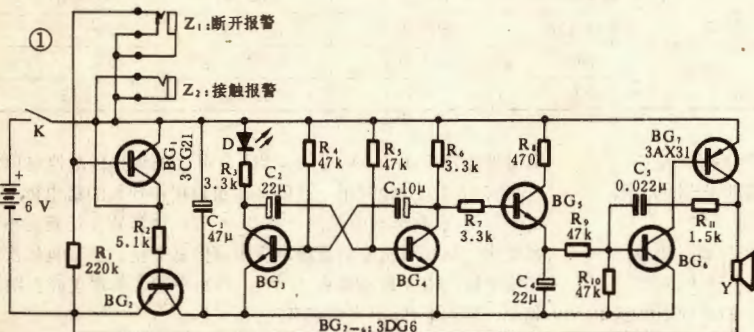 ①
Z₁:断开报警
Z₂:接触报警
K
BG₁
3CG21
D
R₃
3.3k
C₂
22μ
R₄
47k
R₅
47k
R₆
3.3k
R₈
470
BG₇
3AX31
C₅
0.022μ
6V
R₂
5.1k
C₁
47μ
C₃10μ
R₇
3.3k
BG₅
R₉
47k
R₁₁
1.5k
R₁
220k
BG₂
BG₃
BG₄
C₄
22μ
R₁₀
47k
BG₆
Y
BG₂₋₆:3DG6